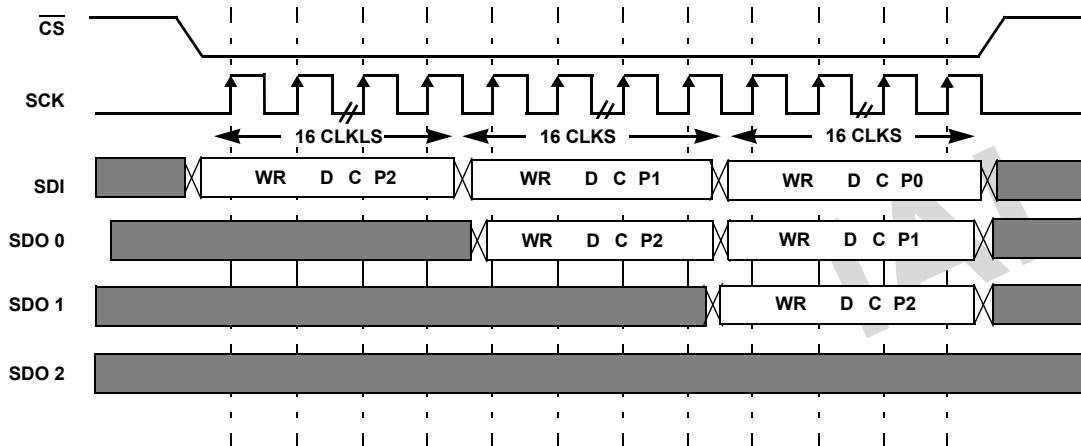 CS
SCK
16 CLKLS 16 CLKS 16 CLKS
SDI WR D C P2 WR D C P1 WR D C P0
SDO 0 WR D C P2 WR D C P1
SDO 1 WR D C P2
SDO 2